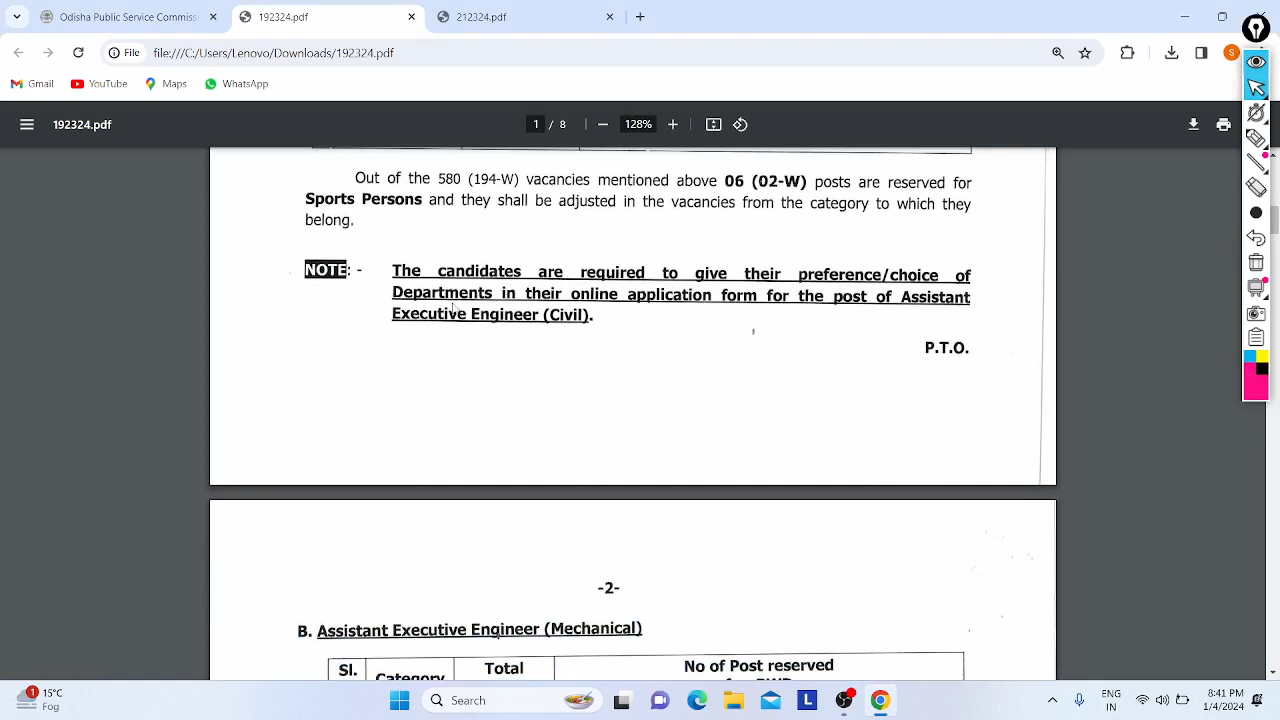 Odisha Public Service Commiss
192324.pdf
212324.pdf
File
file:///C:/Users/Lenovo/Downloads/192324.pdf
S
Gmail
YouTube
Maps
WhatsApp
192324.pdf
1 / 8
128%
Out of the 580 (194-W) vacancies mentioned above 06 (02-W) posts are reserved for
Sports Persons and they shall be adjusted in the vacancies from the category to which they
belong.
NOTE: - The candidates are required to give their preference/choice of
Departments in their online application form for the post of Assistant
Executive Engineer (Civil).
P.T.O.
-2-
B. Assistant Executive Engineer (Mechanical)
Sl.
Category
Total
No of Post reserved
for PWD
1
15°C
Fog
Search
L
ENG
IN
8:41 PM
1/4/2024